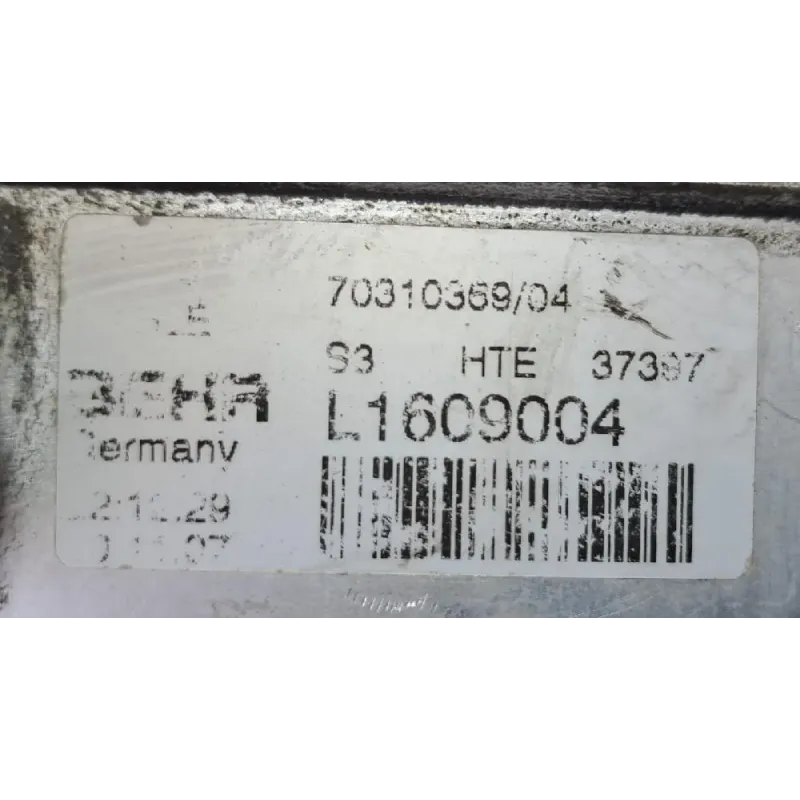 70310369/04
S3 HTE 37397
BEHR
L1609004
Germany